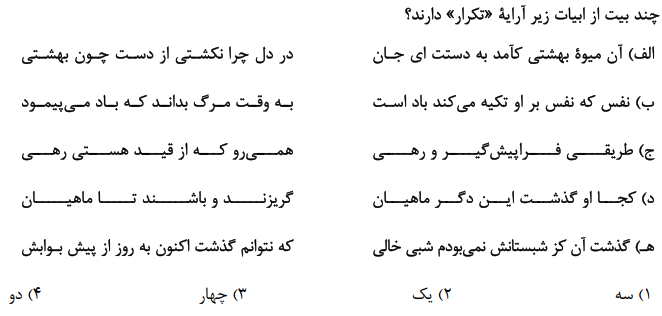 چند بیت از ابیات زیر آرایۀ «تکرار» دارند؟
الف) آن میوۀ بهشتی کآمد به دستت ای جان در دل چرا نکشتی از دست چون بهشتی
ب) نفس که نفس بر او تکیه می‌کند باد است به وقت مرگ بداند که باد می‌پیمود
ج) طریقی فراپیش‌گیر و رهی همی‌رو که از قید هستی رهی
د) کجا او گذشت این دگر ماهیان گریزند و باشند تا ماهیان
هـ) گذشت آن کز شبستانش نمی‌بودم شبی خالی که نتوانم گذشت اکنون به روز از پیش بوابش
۱) سه ۲) یک ۳) چهار ۴) دو